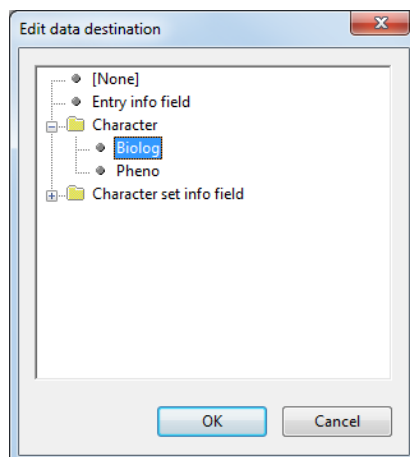 Edit data destination
[None]
Entry info field
Character
Biolog
Pheno
Character set info field
OK
Cancel